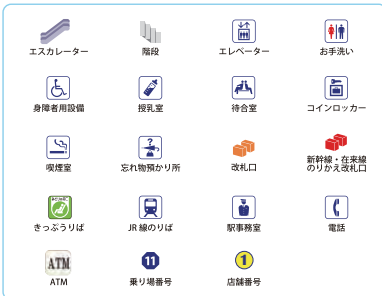 エスカレーター
階段
エレベーター
お手洗い
身障者用設備
授乳室
待合室
コインロッカー
喫煙室
忘れ物預かり所
改札口
新幹線・在来線
のりかえ改札口
きっぷうりば
JR 線のりば
駅事務室
電話
ATM
11
1
ATM
乗り場番号
店舗番号